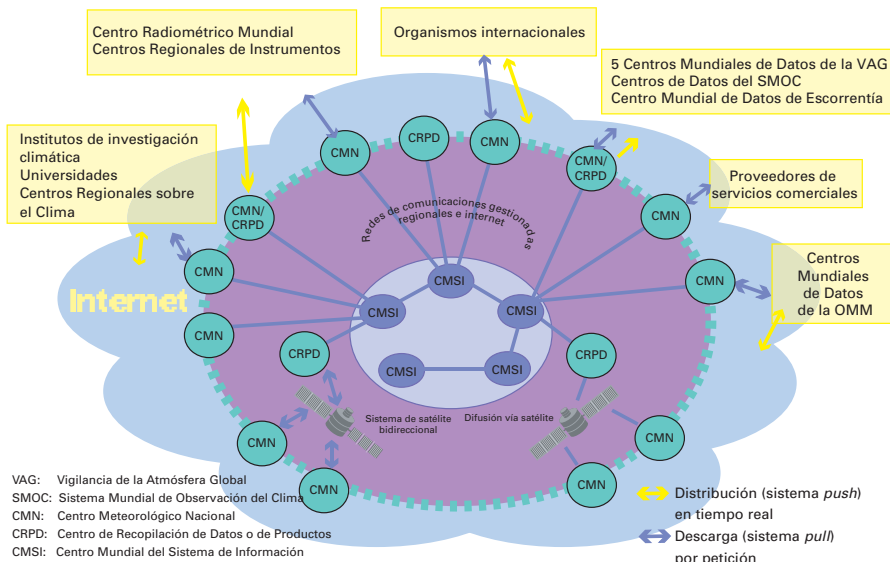 Centro Radiométrico Mundial
Centros Regionales de Instrumentos
Organismos internacionales
5 Centros Mundiales de Datos de la VAG
Centros de Datos del SMOC
Centro Mundial de Datos de Escorrentía
Institutos de investigación
climática
Universidades
Centros Regionales sobre
el Clima
Proveedores de
servicios comerciales
Centros
Mundiales
de Datos
de la OMM
CMN
CRPD
CMN
CMN/
CRPD
CMN
CMN
CMN/
CRPD
CMN
CMN
CRPD
CRPD
CMN
CMN
CMN
CMN
Redes de comunicaciones gestionadas
regionales e internet
CMSI
CMSI
CMSI
CMSI
CMSI
Internet
Sistema de satélite
bidireccional
Difusión vía satélite
VAG: Vigilancia de la Atmósfera Global
SMOC: Sistema Mundial de Observación del Clima
CMN: Centro Meteorológico Nacional
CRPD: Centro de Recopilación de Datos o de Productos
CMSI: Centro Mundial del Sistema de Información
Distribución (sistema push)
en tiempo real
Descarga (sistema pull)
por petición